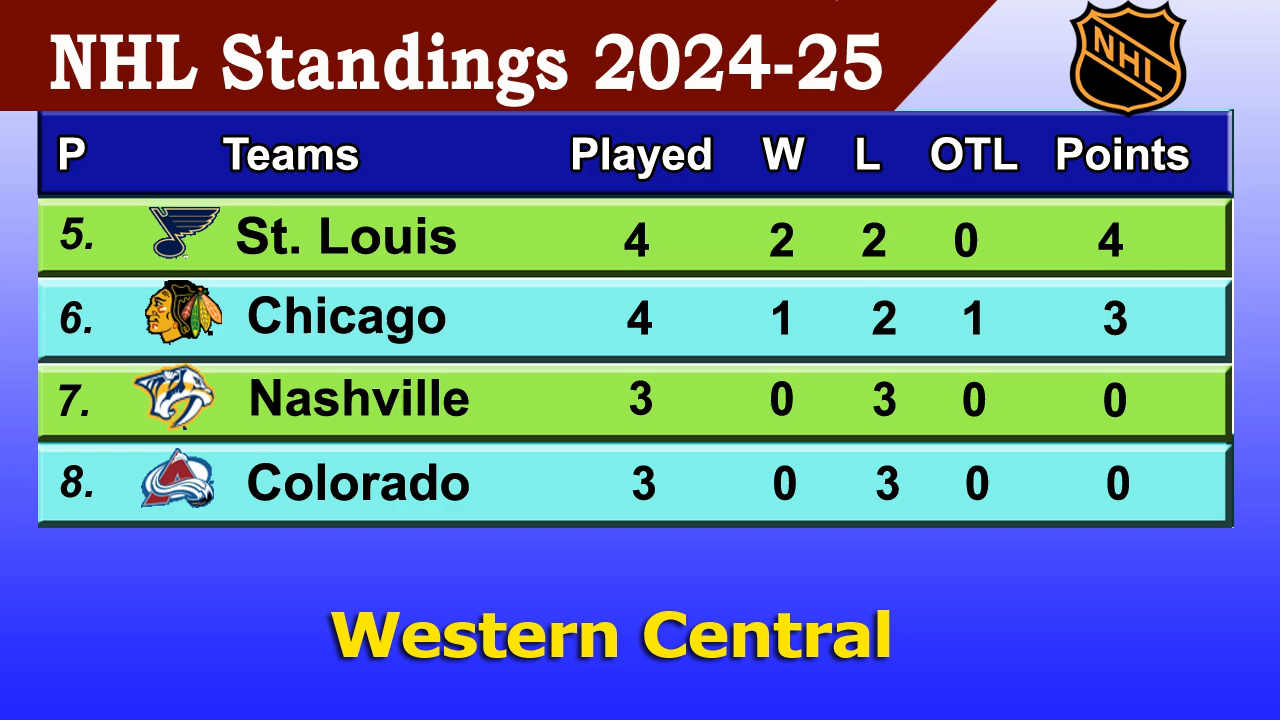 NHL Standings 2024-25
NHL
P Teams Played W L OTL Points
5. St. Louis 4 2 2 0 4
6. Chicago 4 1 2 1 3
7. Nashville 3 0 3 0 0
8. Colorado 3 0 3 0 0
Western Central